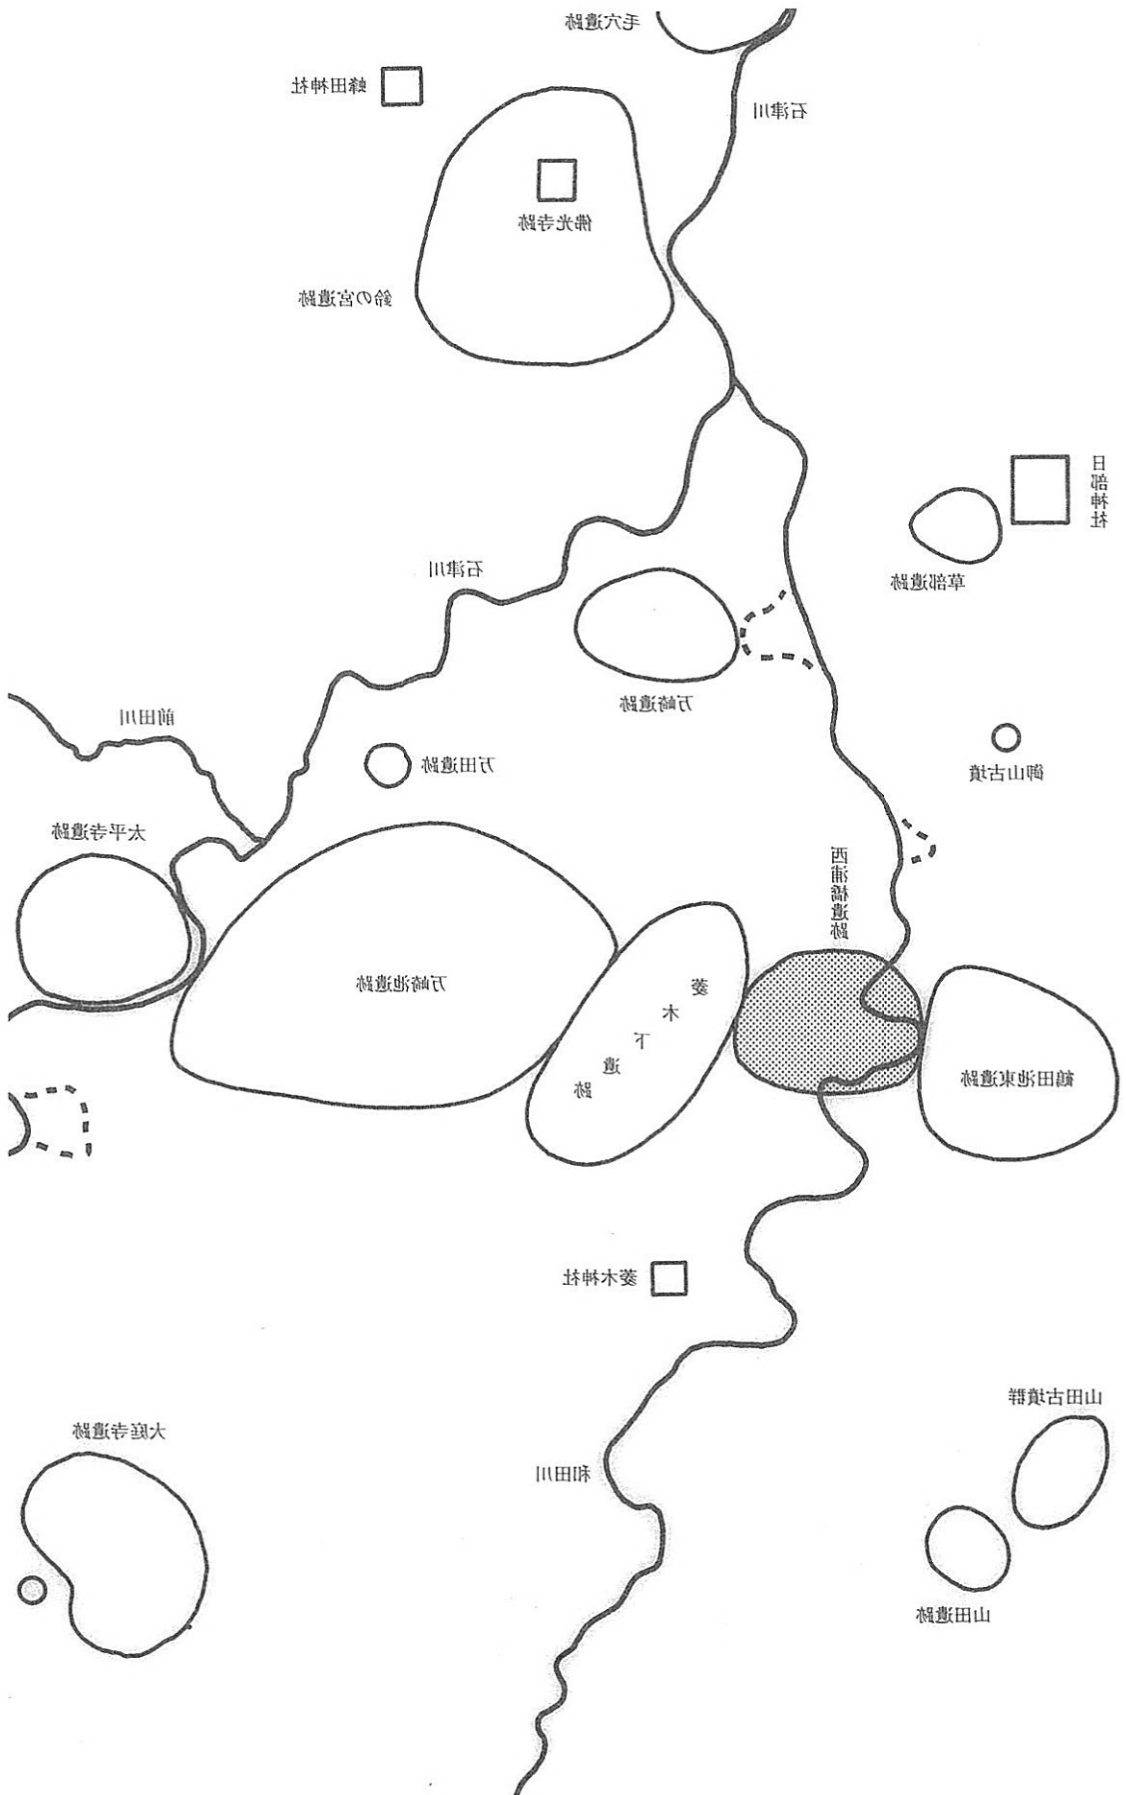 毛穴遺跡
蜂田神社
石津川
佛光寺跡
鈴の宮遺跡
日部神社
草部遺跡
石津川
万崎遺跡
前田川
万田遺跡
御山古墳
太平寺遺跡
西浦橋遺跡
万崎池遺跡
菱木下遺跡
鶴田池東遺跡
菱木神社
山田古墳群
大庭寺遺跡
和田川
山田遺跡